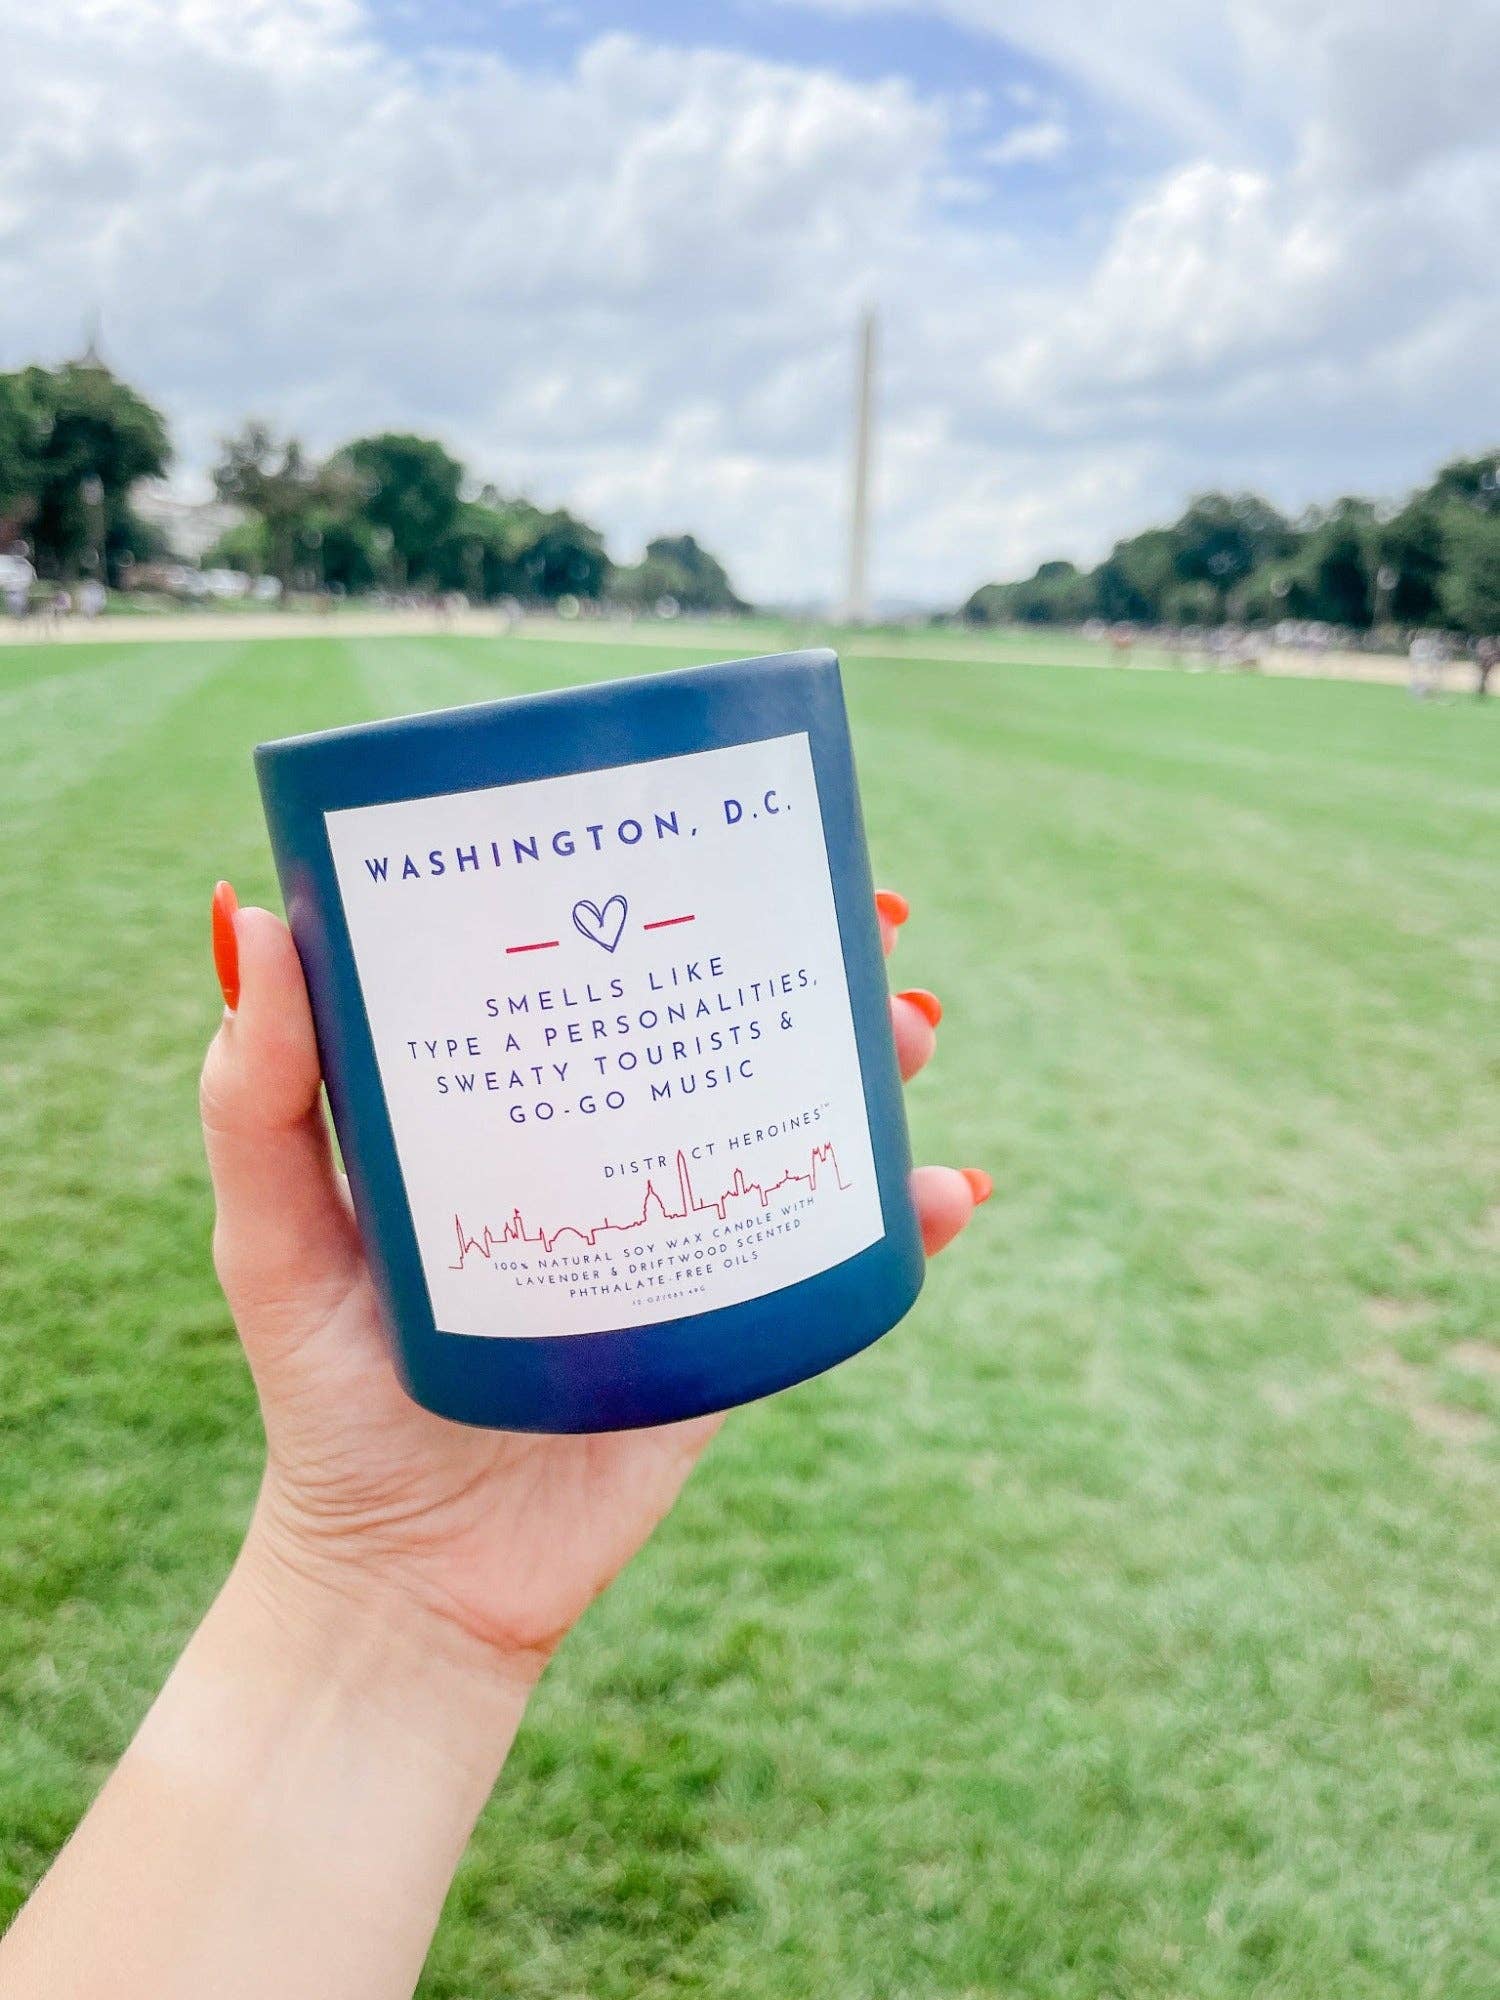 WASHINGTON, D.C.
SMELLS LIKE
TYPE A PERSONALITIES,
SWEATY TOURISTS &
GO-GO MUSIC
DISTRICT HEROINES™
100% NATURAL SOY WAX CANDLE WITH
LAVENDER & DRIFTWOOD SCENTED
PHTHALATE-FREE OILS